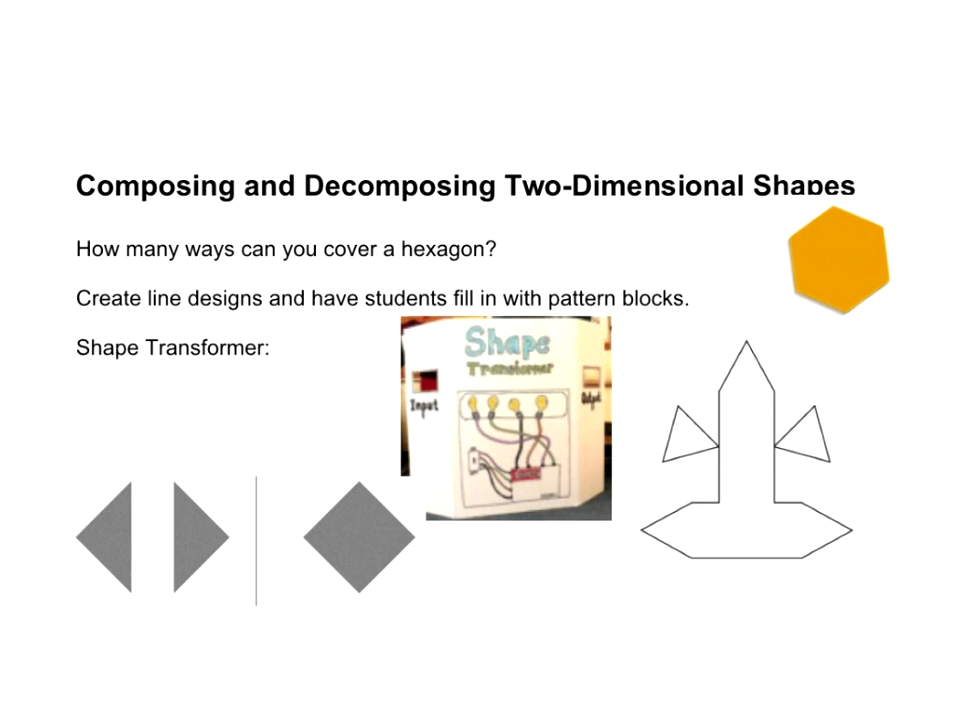 Composing and Decomposing Two-Dimensional Shapes
How many ways can you cover a hexagon?
Create line designs and have students fill in with pattern blocks.
Shape Transformer:
Shape
Transformer
Input
Output